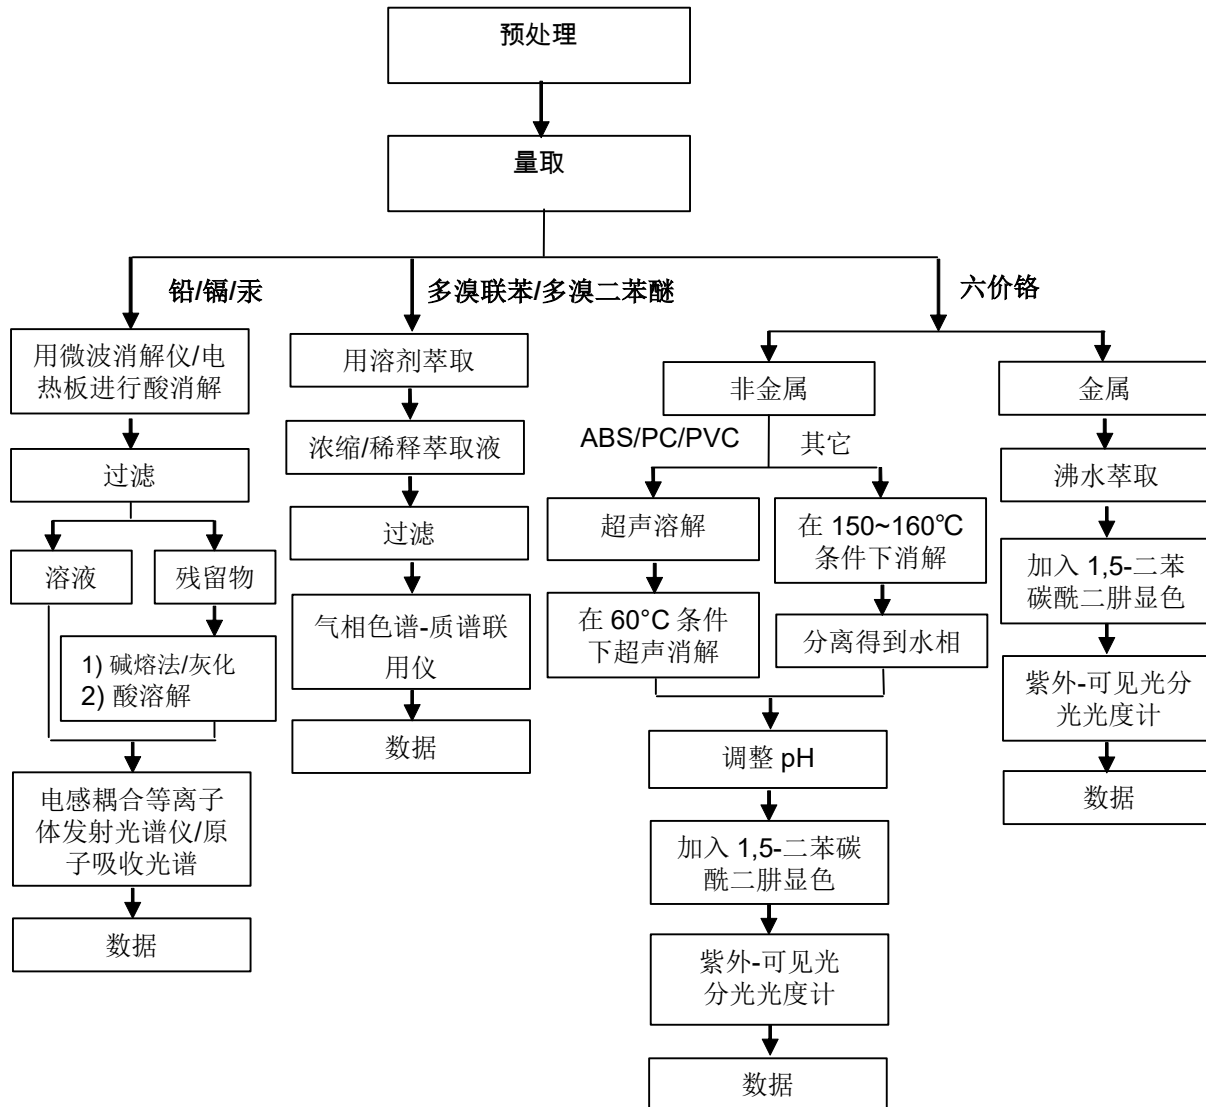 预处理
量取
铅/镉/汞
多溴联苯/多溴二苯醚
六价铬
用微波消解仪/电
热板进行酸消解
过滤
溶液
残留物
1) 碱熔法/灰化
2) 酸溶解
电感耦合等离子
体发射光谱仪/原
子吸收光谱
数据
用溶剂萃取
浓缩/稀释萃取液
过滤
气相色谱-质谱联
用仪
数据
非金属
ABS/PC/PVC
其它
超声溶解
在 60°C 条件
下超声消解
在 150~160℃
条件下消解
分离得到水相
调整 pH
加入 1,5-二苯碳
酰二肼显色
紫外-可见光
分光光度计
数据
金属
沸水萃取
加入 1,5-二苯
碳酰二肼显色
紫外-可见光分
光光度计
数据